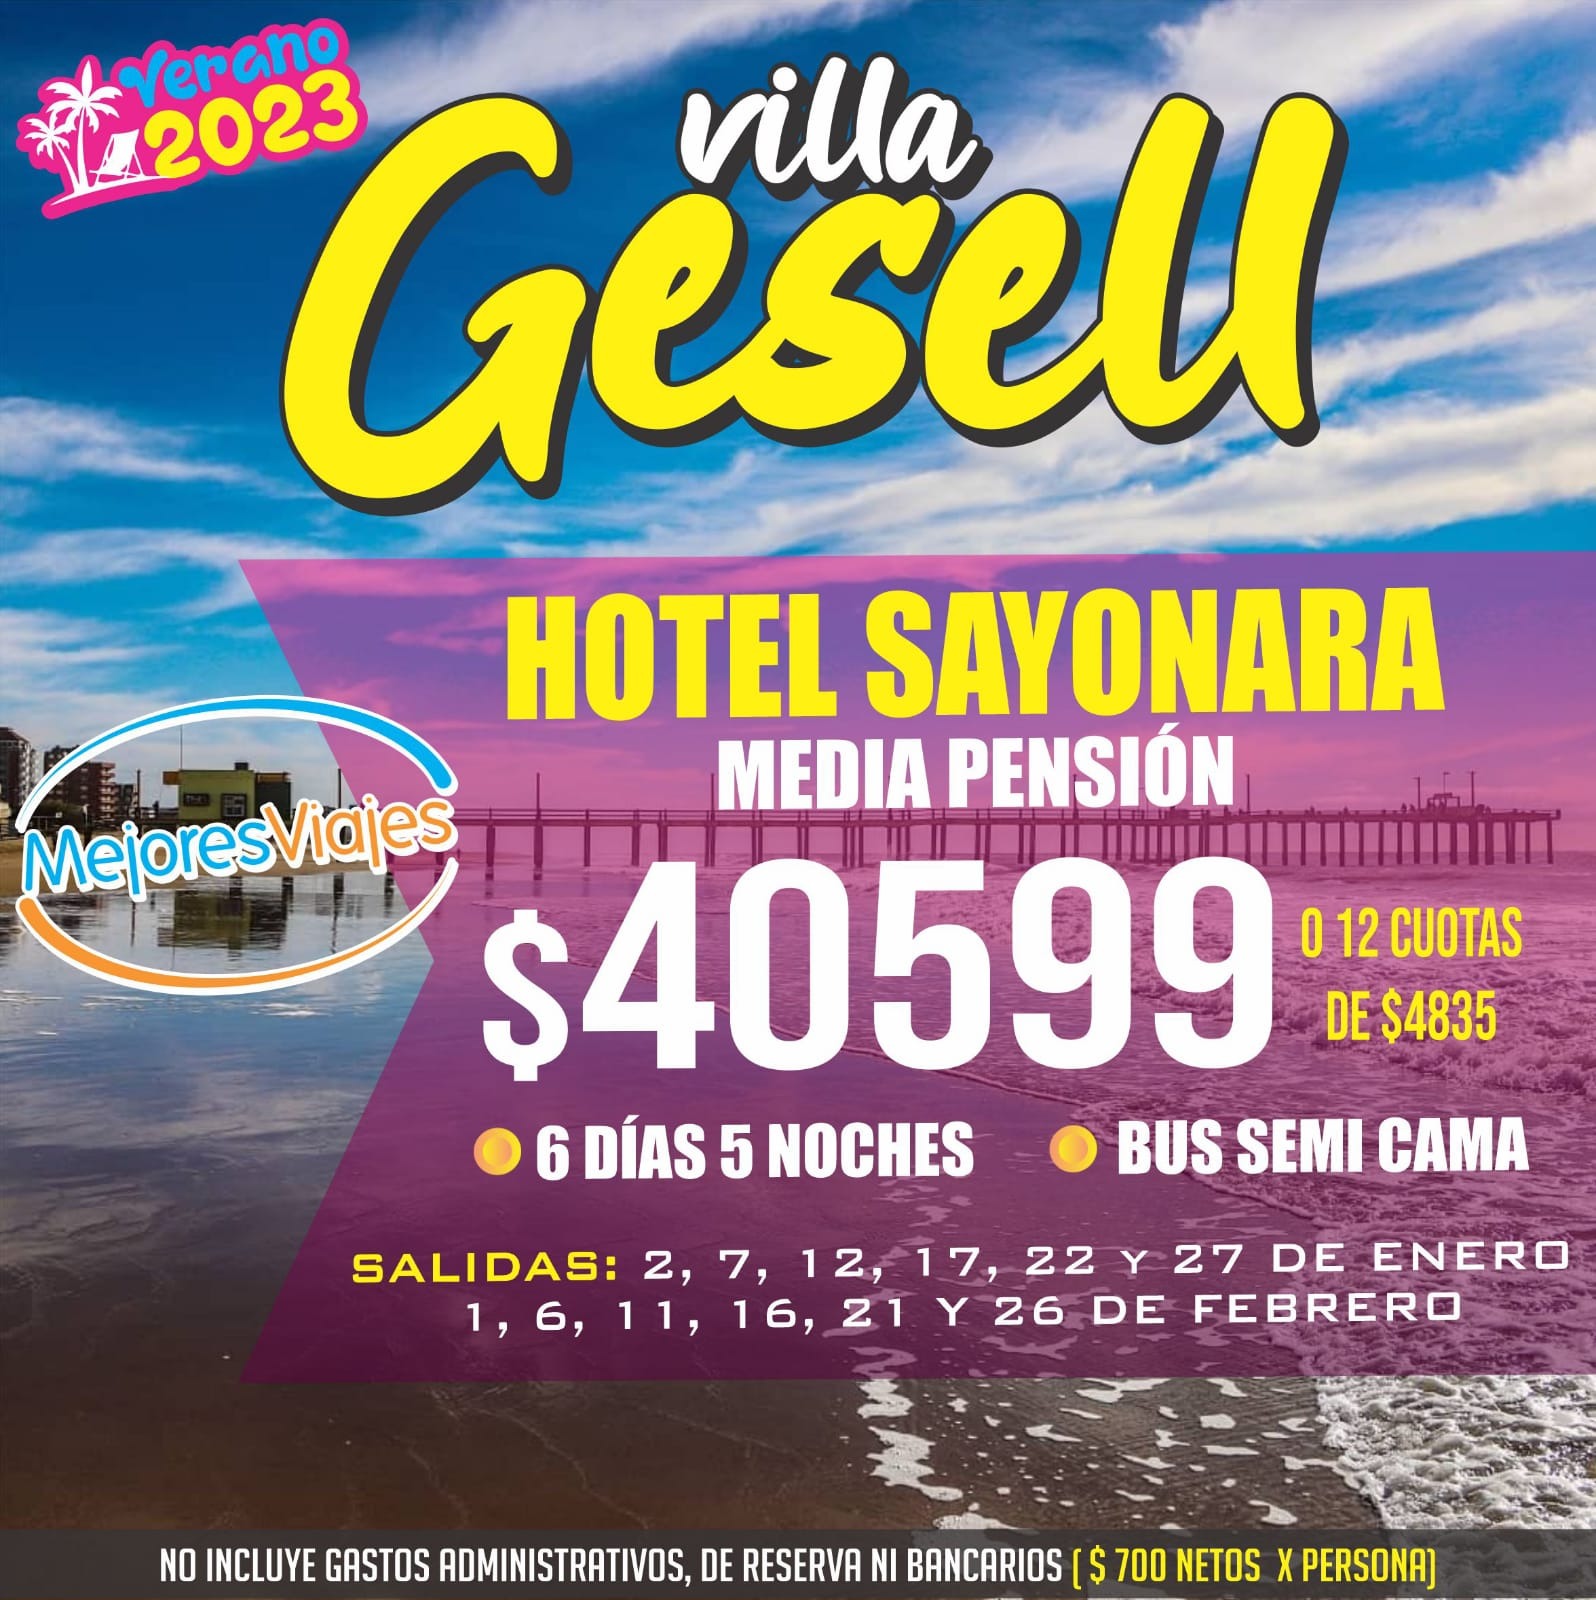 Verano
2023
villa
Gesell
HOTEL SAYONARA
MEDIA PENSIÓN
MejoresViajes
$40599
O 12 CUOTAS
DE $4835
6 DÍAS 5 NOCHES
BUS SEMI CAMA
SALIDAS: 2, 7, 12, 17, 22 Y 27 DE ENERO
1, 6, 11, 16, 21 Y 26 DE FEBRERO
NO INCLUYE GASTOS ADMINISTRATIVOS, DE RESERVA NI BANCARIOS ( $ 700 NETOS X PERSONA)